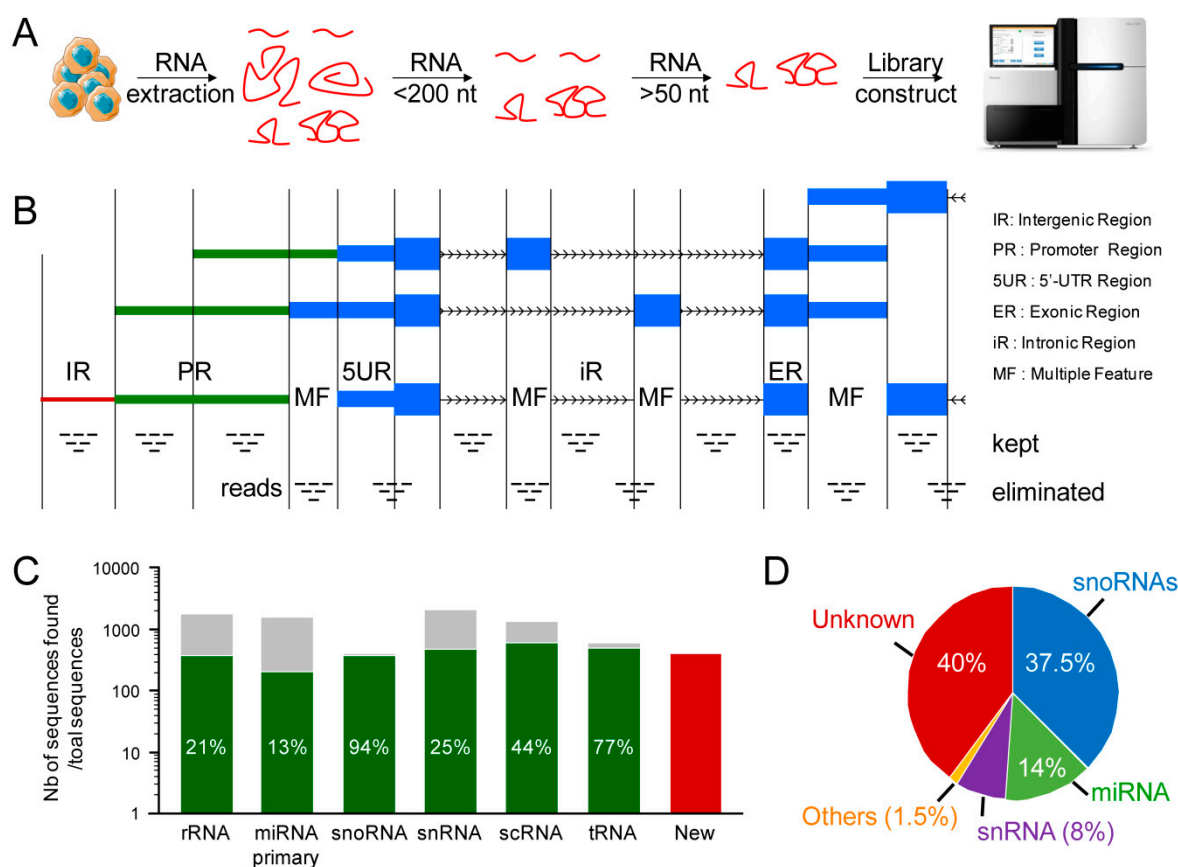 A
RNA
extraction
RNA
<200 nt
RNA
>50 nt
Library
construct
B
IR: Intergenic Region
PR : Promoter Region
5UR : 5'-UTR Region
ER : Exonic Region
iR : Intronic Region
MF : Multiple Feature
IR
PR
MF
5UR
MF
iR
MF
ER
MF
kept
reads
eliminated
C
Nb of sequences found
/toal sequences
10000
1000
100
10
1
21%
13%
94%
25%
44%
77%
rRNA
miRNA
primary
snoRNA
snRNA
scRNA
tRNA
New
D
snoRNAs
Unknown
40%
37.5%
14%
miRNA
Others (1.5%)
snRNA (8%)